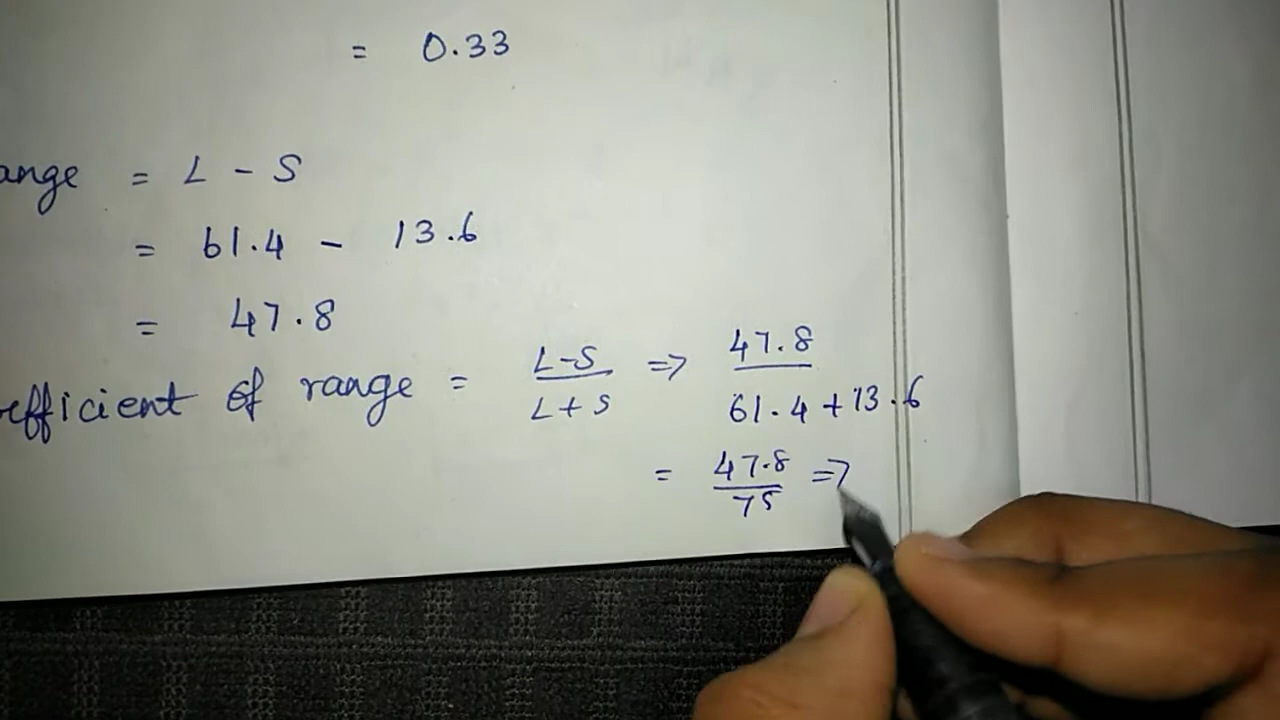 = 0.33
ange = L - S
= 61.4 - 13.6
= 47.8
efficient of range = L-S / L+S => 47.8 / 61.4 + 13.6
= 47.8 / 75 =>